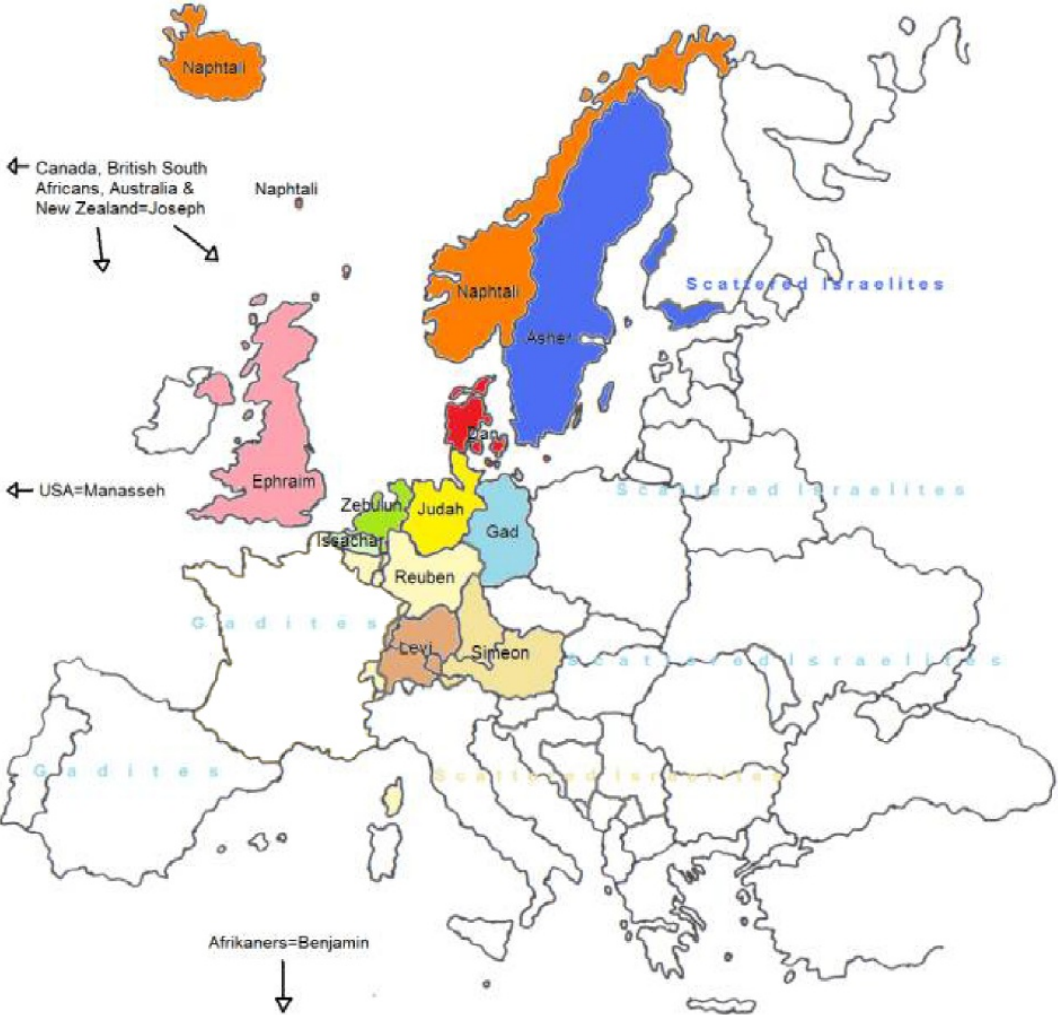 Naphtali
Canada, British South
Africans, Australia &
New Zealand=Joseph
Naphtali
Naphtali
Scattered Israelites
Asher
Dan
USA=Manasseh
Ephraim
Zebulun
Judah
Scattered Israelites
Issachar
Gad
Reuben
Gadites
Levi
Simeon
Scattered Israelites
Gadites
Scattered Israelites
Afrikaners=Benjamin